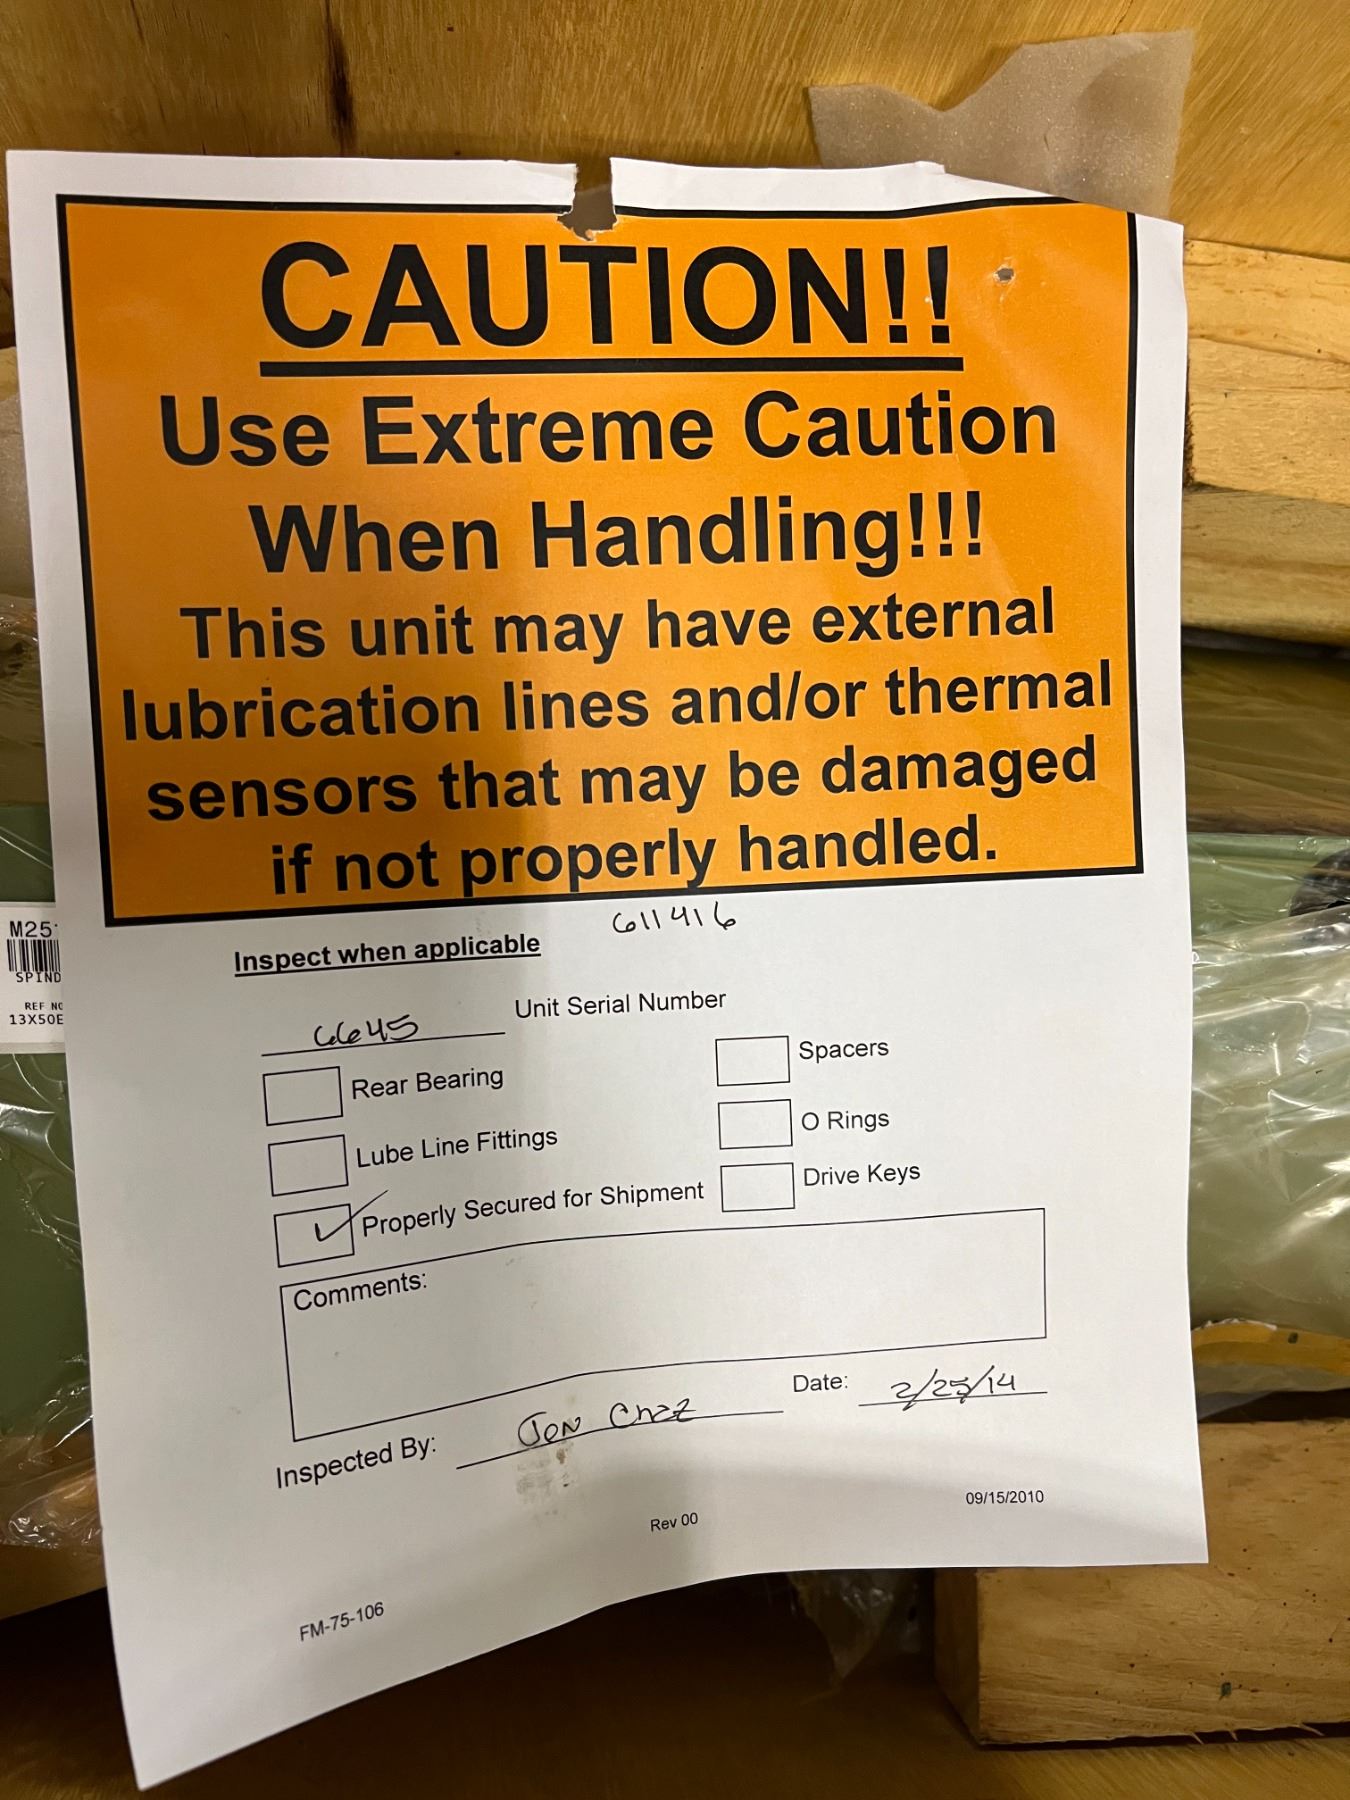 CAUTION!!
Use Extreme Caution
When Handling!!!
This unit may have external
lubrication lines and/or thermal
sensors that may be damaged
if not properly handled.
611416
Inspect when applicable
6645 Unit Serial Number
Rear Bearing
Spacers
Lube Line Fittings
O Rings
Properly Secured for Shipment
Drive Keys
Comments:
Inspected By: Jon
Date: 2/25/14
Rev 00
09/15/2010
FM-75-106
M25
SPIND
REF NO
13X50E